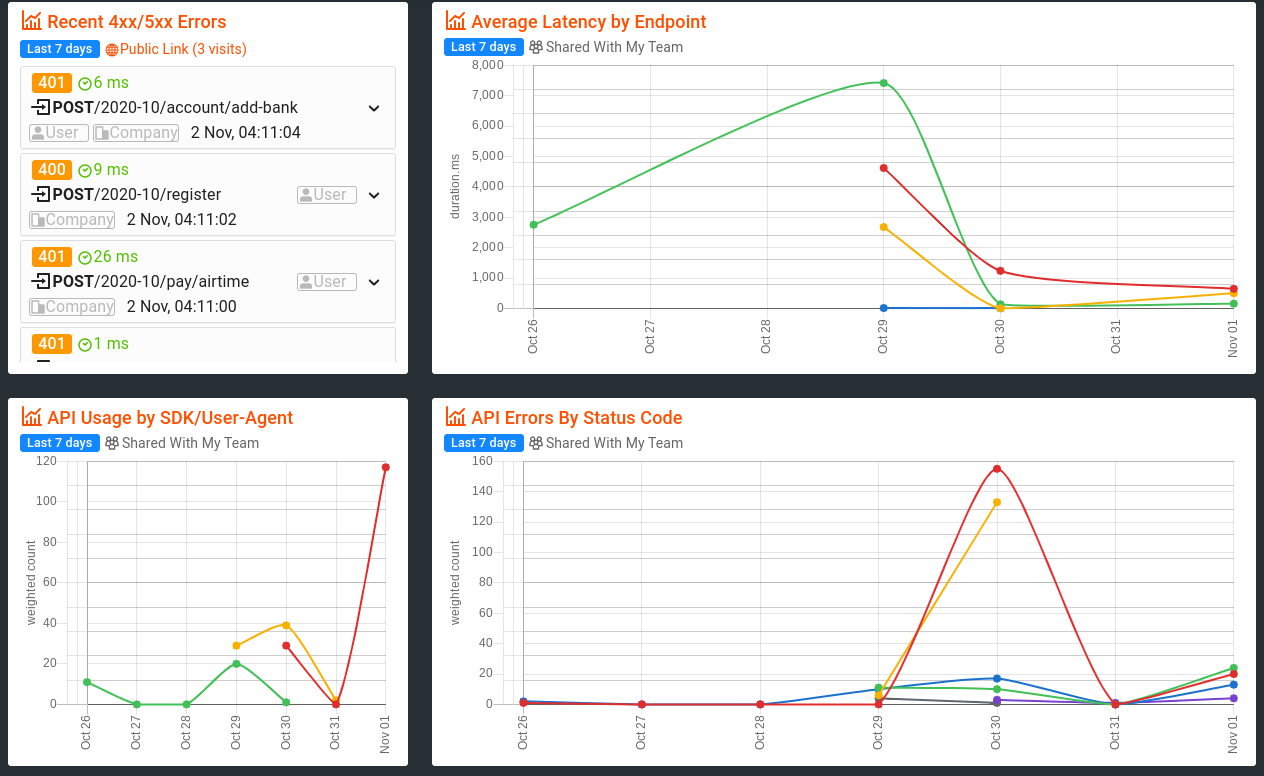 Recent 4xx/5xx Errors
Last 7 days Public Link (3 visits)
401 6 ms
POST/2020-10/account/add-bank
User Company 2 Nov, 04:11:04
400 9 ms
POST/2020-10/register User
Company 2 Nov, 04:11:02
401 26 ms
POST/2020-10/pay/airtime User
Company 2 Nov, 04:11:00
401 1 ms
Average Latency by Endpoint
Last 7 days Shared With My Team
8,000
7,000
6,000
5,000
4,000
3,000
2,000
1,000
0
duration.ms
Oct 26 Oct 27 Oct 28 Oct 29 Oct 30 Oct 31 Nov 01
API Usage by SDK/User-Agent
Last 7 days Shared With My Team
120
100
80
60
40
20
0
weighted count
Oct 26 Oct 27 Oct 28 Oct 29 Oct 30 Oct 31 Nov 01
API Errors By Status Code
Last 7 days Shared With My Team
160
140
120
100
80
60
40
20
0
weighted count
Oct 26 Oct 27 Oct 28 Oct 29 Oct 30 Oct 31 Nov 01